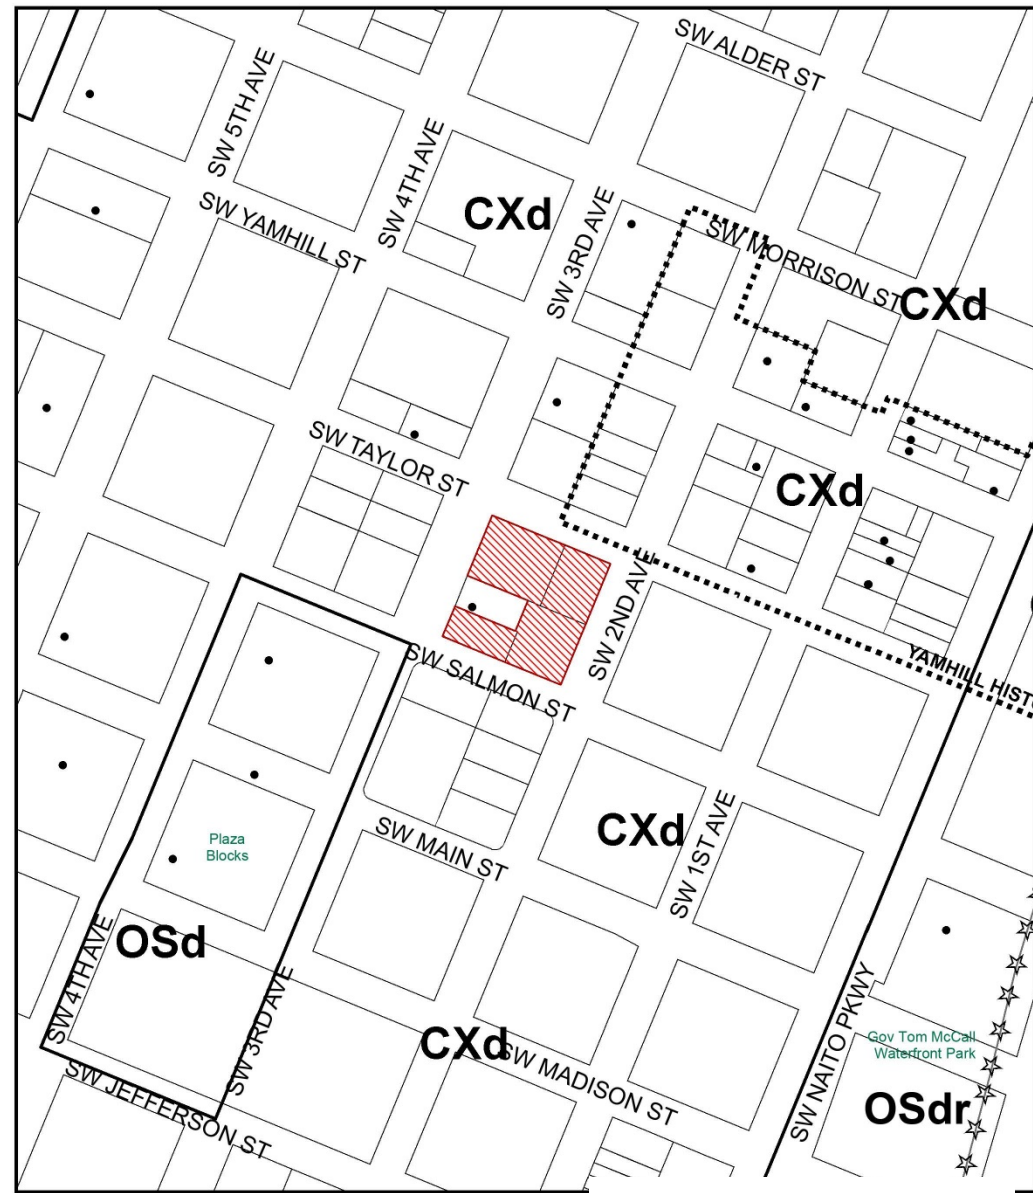 SW ALDER ST
SW 5TH AVE
SW 4TH AVE
CXd
SW YAMHILL ST
SW 3RD AVE
SW MORRISON ST
CXd
SW TAYLOR ST
CXd
SW 2ND AVE
SW SALMON ST
YAMHILL HISTO
CXd
SW 1ST AVE
SW MAIN ST
Plaza
Blocks
OSd
SW 4TH AVE
SW 3RD AVE
CXd
SW MADISON ST
SW NAITO PKWY
Gov Tom McCall
Waterfront Park
OSdr
SW JEFFERSON ST